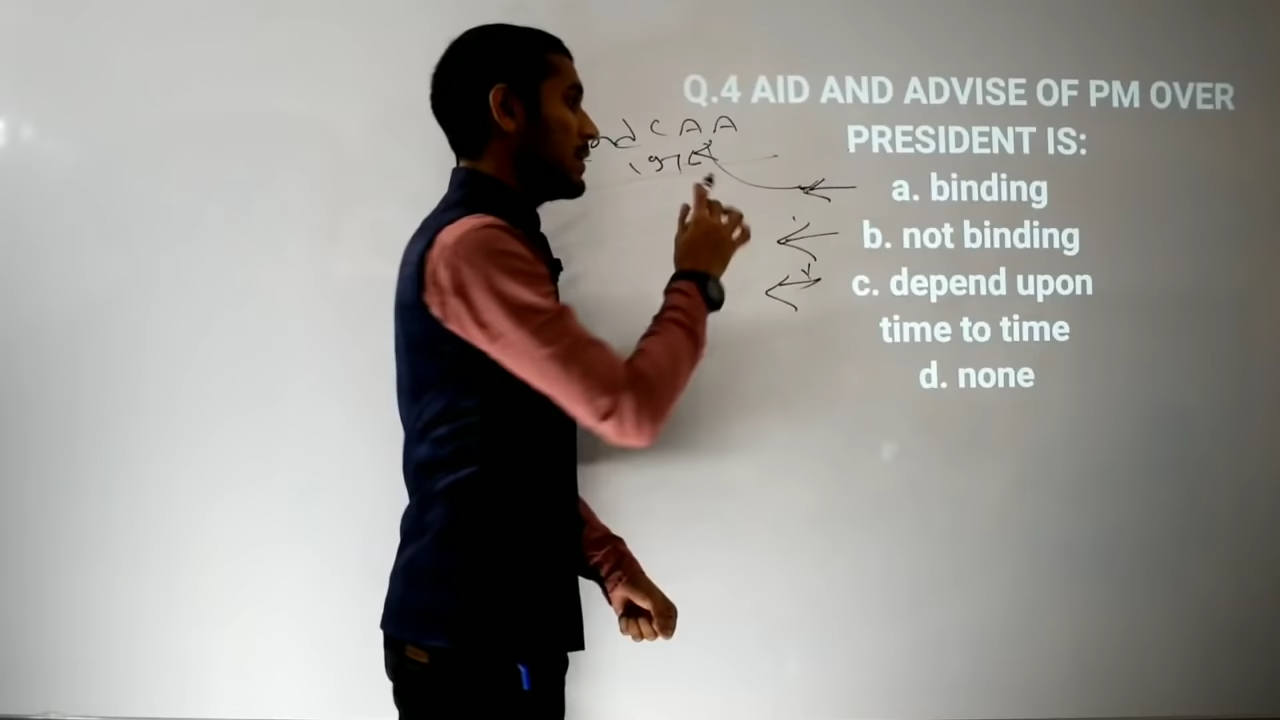 Q.4 AID AND ADVISE OF PM OVER
PRESIDENT IS:
a. binding
b. not binding
c. depend upon
time to time
d. none
nd CAA